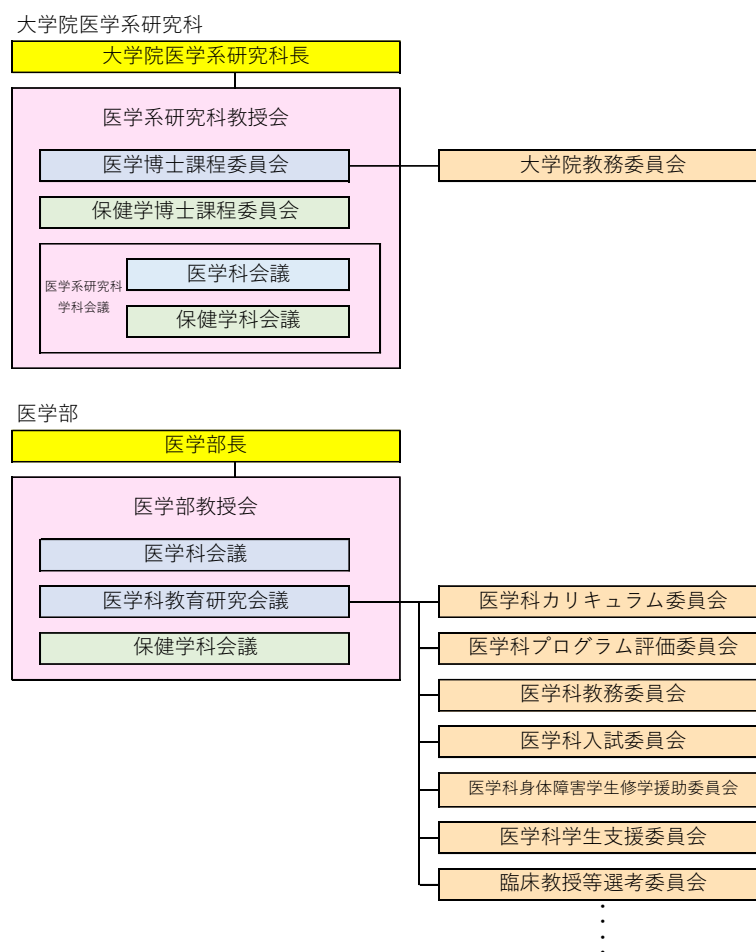 大学院医学系研究科
大学院医学系研究科長
医学系研究科教授会
医学博士課程委員会
大学院教務委員会
保健学博士課程委員会
医学系研究科
学科会議
医学科会議
保健学科会議
医学部
医学部長
医学部教授会
医学科会議
医学科教育研究会議
保健学科会議
医学科カリキュラム委員会
医学科プログラム評価委員会
医学科教務委員会
医学科入試委員会
医学科身体障害学生修学援助委員会
医学科学生支援委員会
臨床教授等選考委員会